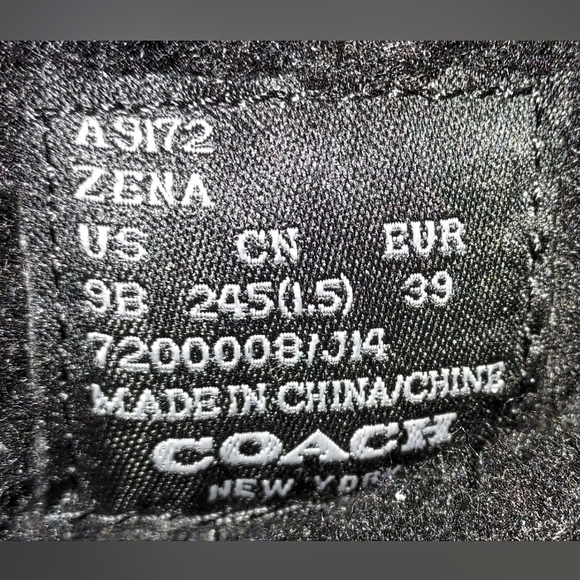 A9172
ZENA
US CN EUR
9B 245(1.5) 39
7200008/J14
MADE IN CHINA/CHINE
COACH
NEW YORK